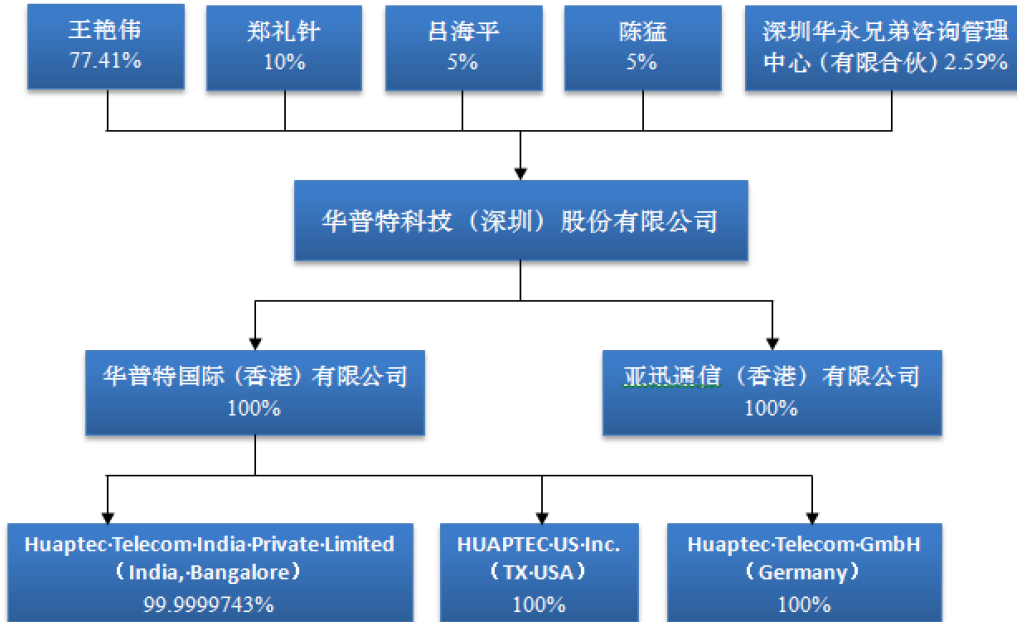 王艳伟
77.41%
郑礼针
10%
吕海平
5%
陈猛
5%
深圳华永兄弟咨询管理
中心（有限合伙）2.59%
华普特科技（深圳）股份有限公司
华普特国际（香港）有限公司
100%
亚迅通信（香港）有限公司
100%
Huaptec·Telecom·India·Private·Limited
（India,·Bangalore）
99.9999743%
HUAPTEC·US·Inc.
（TX·USA）
100%
Huaptec·Telecom·GmbH
（Germany）
100%